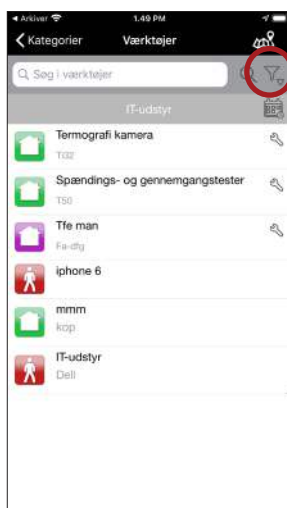 Arkiver 1.49 PM
Kategorier Værktøjer
Søg i værktøjer
IT-udstyr
Termografi kamera
TI32
Spændings- og gennemgangstester
T50
Tfe man
Fa-dfg
iphone 6
mmm
kop
IT-udstyr
Dell